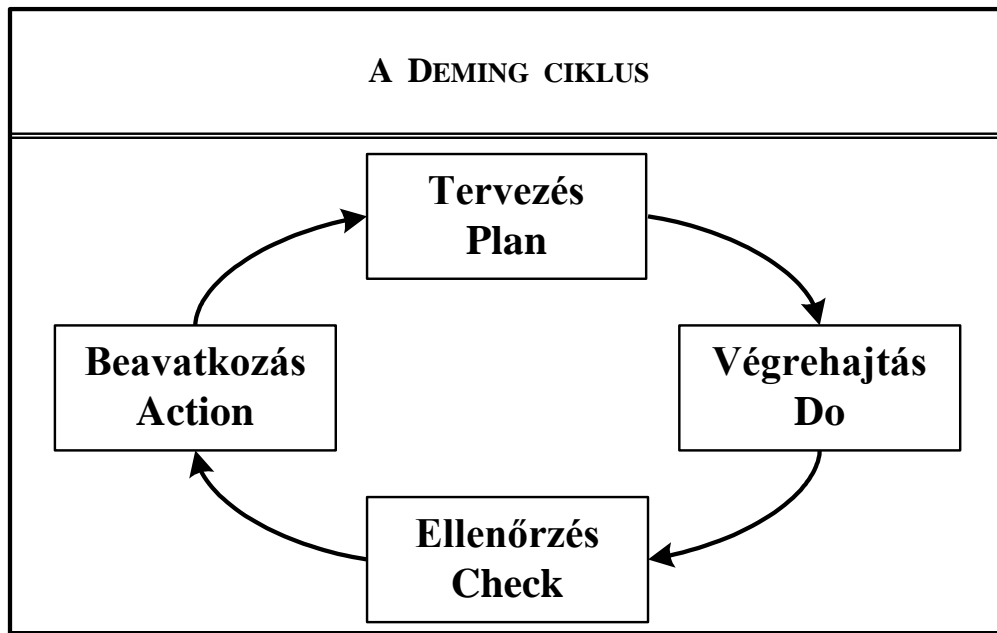 A DEMING CIKLUS
Tervezés
Plan
Beavatkozás
Action
Végrehajtás
Do
Ellenőrzés
Check